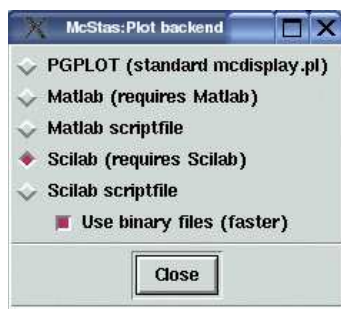 McStas:Plot backend
PGPLOT (standard mcdisplay.pl)
Matlab (requires Matlab)
Matlab scriptfile
Scilab (requires Scilab)
Scilab scriptfile
Use binary files (faster)
Close